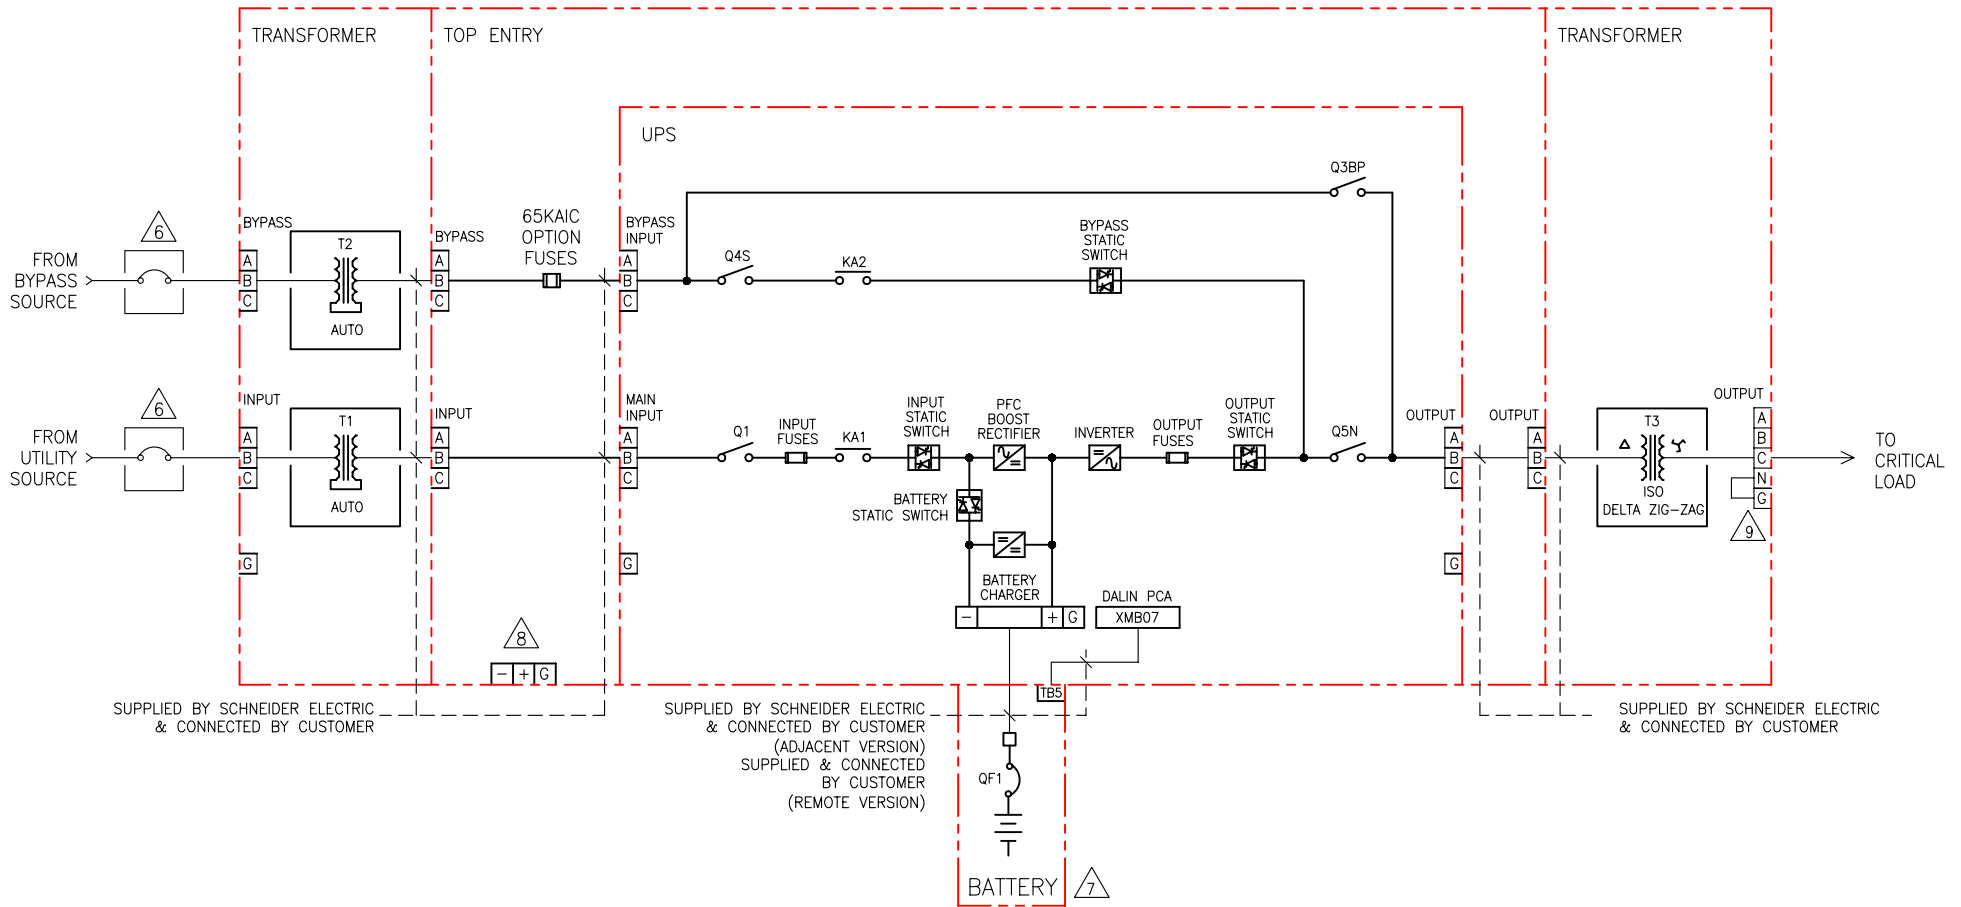 TRANSFORMER
TOP ENTRY
TRANSFORMER
UPS
Q3BP
6
BYPASS
T2
AUTO
BYPASS
65KAIC
OPTION
FUSES
BYPASS
INPUT
Q4S
KA2
BYPASS
STATIC
SWITCH
FROM
BYPASS
SOURCE
A
B
C
A
B
C
A
B
C
6
INPUT
T1
AUTO
INPUT
MAIN
INPUT
Q1
INPUT
FUSES
KA1
INPUT
STATIC
SWITCH
PFC
BOOST
RECTIFIER
INVERTER
OUTPUT
FUSES
OUTPUT
STATIC
SWITCH
Q5N
OUTPUT
OUTPUT
T3
ISO
DELTA ZIG-ZAG
OUTPUT
FROM
UTILITY
SOURCE
A
B
C
A
B
C
A
B
C
A
B
C
A
B
C
A
B
C
N
G
9
TO
CRITICAL
LOAD
BATTERY
STATIC SWITCH
G
G
G
BATTERY
CHARGER
- + G
DALIN PCA
XMB07
8
- + G
TB5
SUPPLIED BY SCHNEIDER ELECTRIC
& CONNECTED BY CUSTOMER
SUPPLIED BY SCHNEIDER ELECTRIC
& CONNECTED BY CUSTOMER
(ADJACENT VERSION)
SUPPLIED & CONNECTED
BY CUSTOMER
(REMOTE VERSION)
SUPPLIED BY SCHNEIDER ELECTRIC
& CONNECTED BY CUSTOMER
QF1
BATTERY
7